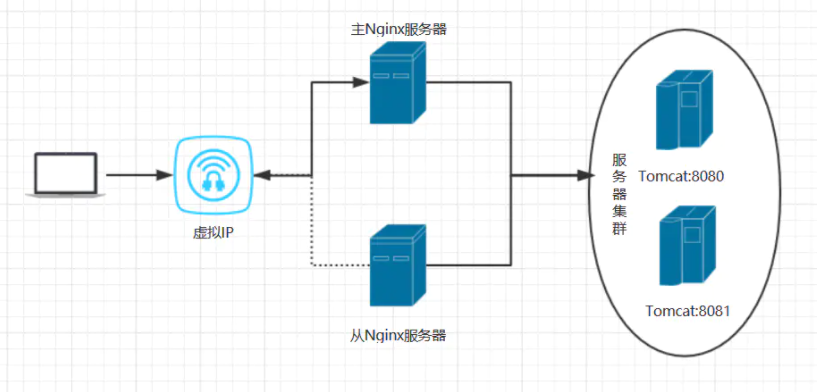 主Nginx服务器
虚拟IP
从Nginx服务器
服务器集群
Tomcat:8080
Tomcat:8081